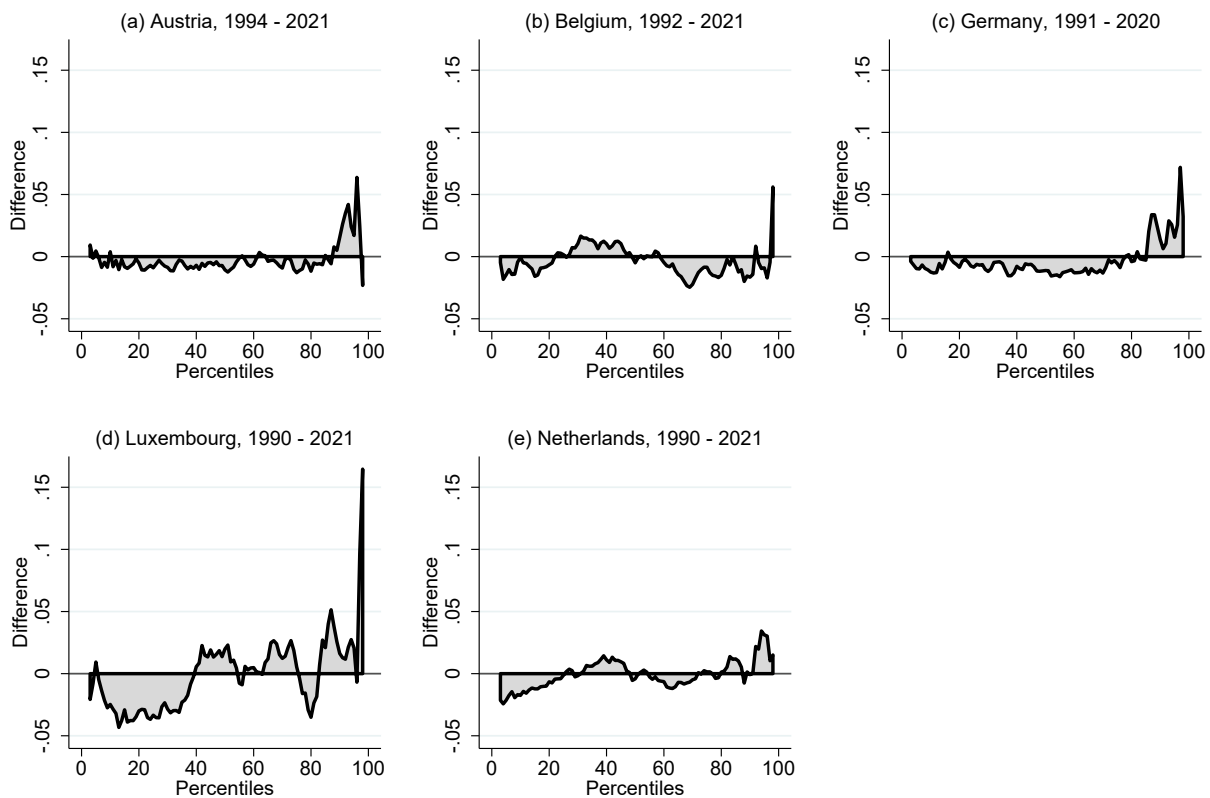 (a) Austria, 1994 - 2021
.15
.1
.05
0
-.05
Difference
0 20 40 60 80 100
Percentiles
(b) Belgium, 1992 - 2021
.15
.1
.05
0
-.05
Difference
0 20 40 60 80 100
Percentiles
(c) Germany, 1991 - 2020
.15
.1
.05
0
-.05
Difference
0 20 40 60 80 100
Percentiles
(d) Luxembourg, 1990 - 2021
.15
.1
.05
0
-.05
Difference
0 20 40 60 80 100
Percentiles
(e) Netherlands, 1990 - 2021
.15
.1
.05
0
-.05
Difference
0 20 40 60 80 100
Percentiles